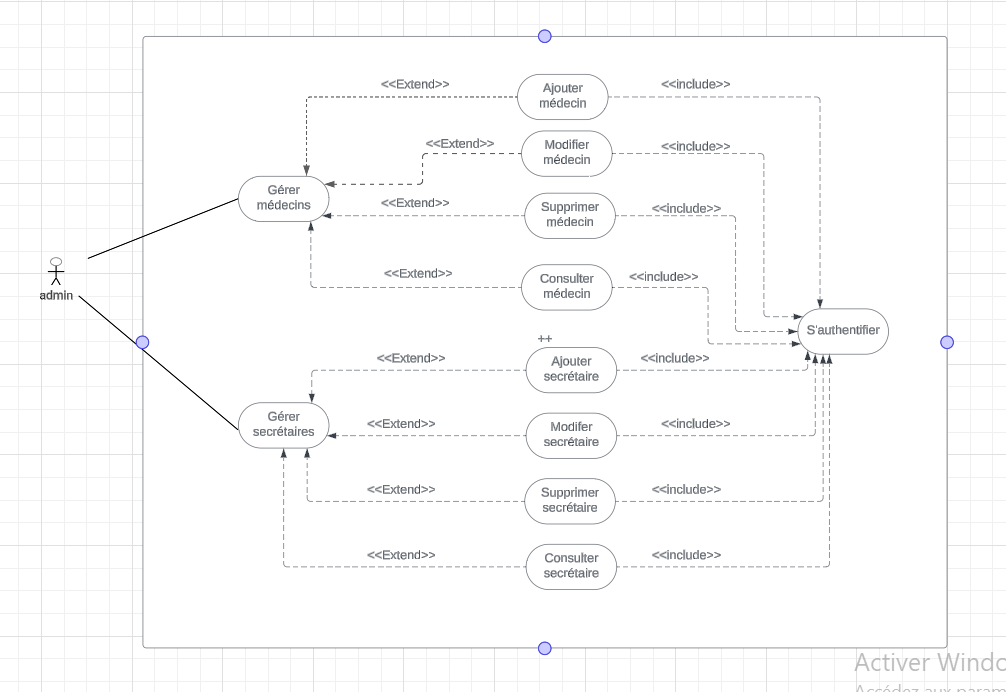 <<Extend>>
Ajouter
médecin
<<include>>
<<Extend>>
Modifier
médecin
<<include>>
Gérer
médecins
<<Extend>>
Supprimer
médecin
<<include>>
admin
<<Extend>>
Consulter
médecin
<<include>>
S'authentifier
++
<<Extend>>
Ajouter
secrétaire
<<include>>
Gérer
secrétaires
<<Extend>>
Modifer
secrétaire
<<include>>
<<Extend>>
Supprimer
secrétaire
<<include>>
<<Extend>>
Consulter
secrétaire
<<include>>
Activer Windo
Accédez aux param